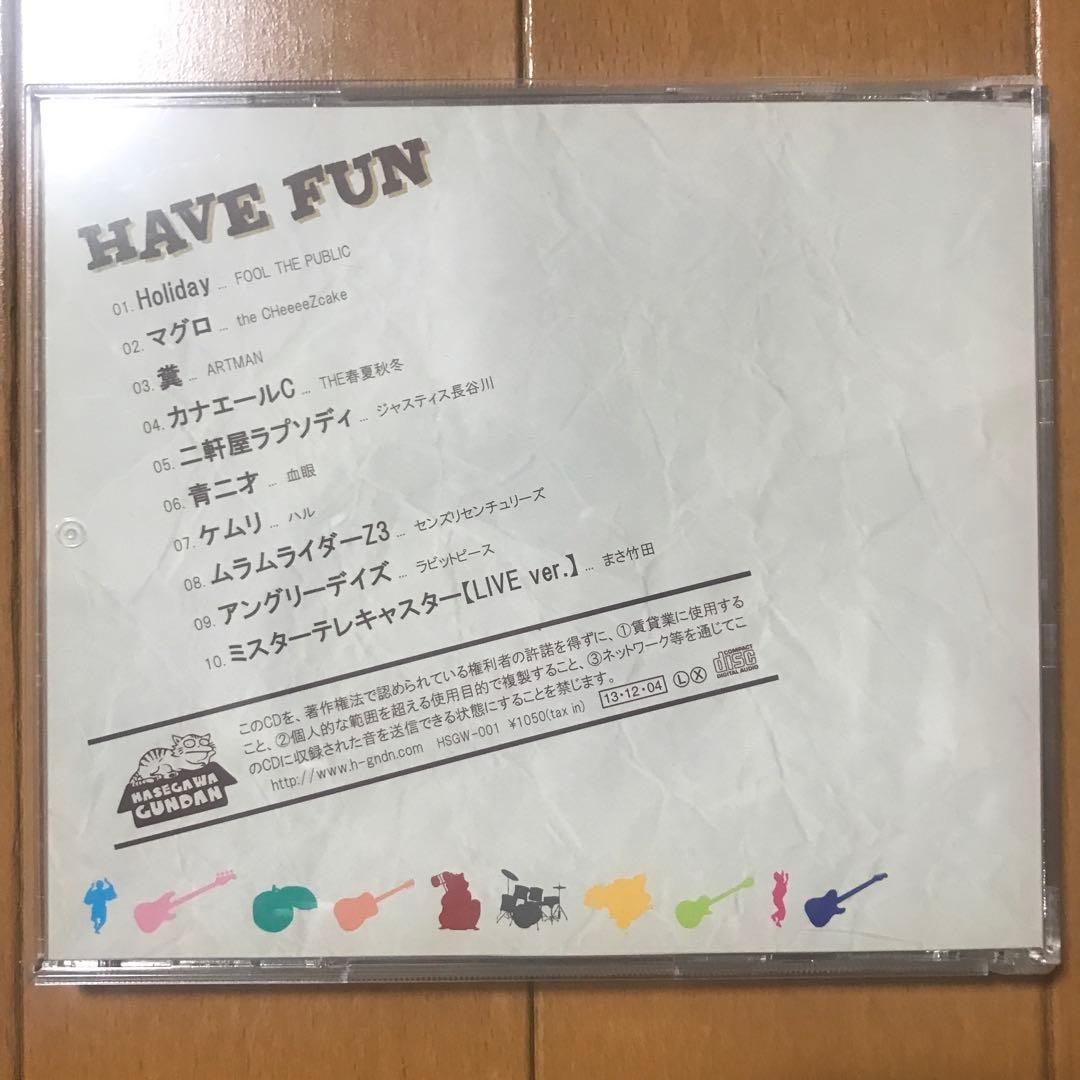 HAVE FUN
01. Holiday ... FOOL THE PUBLIC
02. マグロ ... the CHeeeeZcake
03. 糞 ... ARTMAN
04. カナエールC ... THE春夏秋冬
05. 二軒屋ラプソディ ... ジャスティス長谷川
06. 青二才 ... 血眼
07. ケムリ ... ハル
08. ムラムライダーZ3 ... センズリセンチュリーズ
09. アングリーデイズ ... ラビットピース
10. ミスターテレキャスター【LIVE ver.】 ... まさ竹田
このCDを、著作権法で認められている権利者の許諾を得ずに、①賃貸業に使用する
こと、②個人的な範囲を超える使用目的で複製すること、③ネットワーク等を通じてこ
のCDに収録された音を送信できる状態にすることを禁じます。
http://www.h-gndn.com HSGW-001 ¥1050(tax in) 13・12・04 Ⓛ Ⓧ
COMPACT
disc
DIGITAL AUDIO
HASEGAWA
GUNDAN